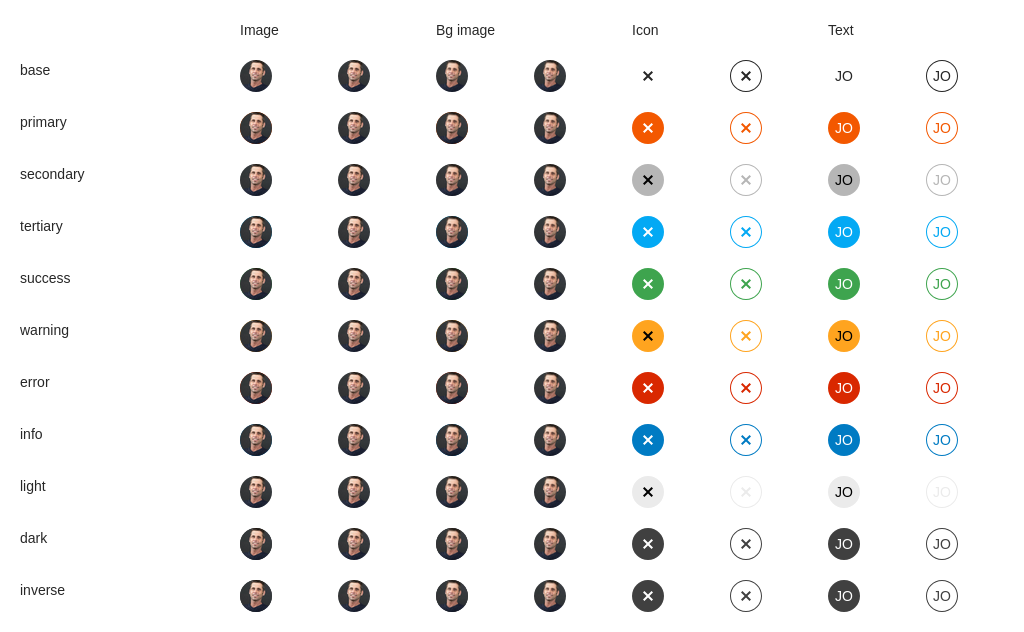 Image Bg image Icon Text
base JO JO
primary JO JO
secondary JO JO
tertiary JO JO
success JO JO
warning JO JO
error JO JO
info JO JO
light JO JO
dark JO JO
inverse JO JO